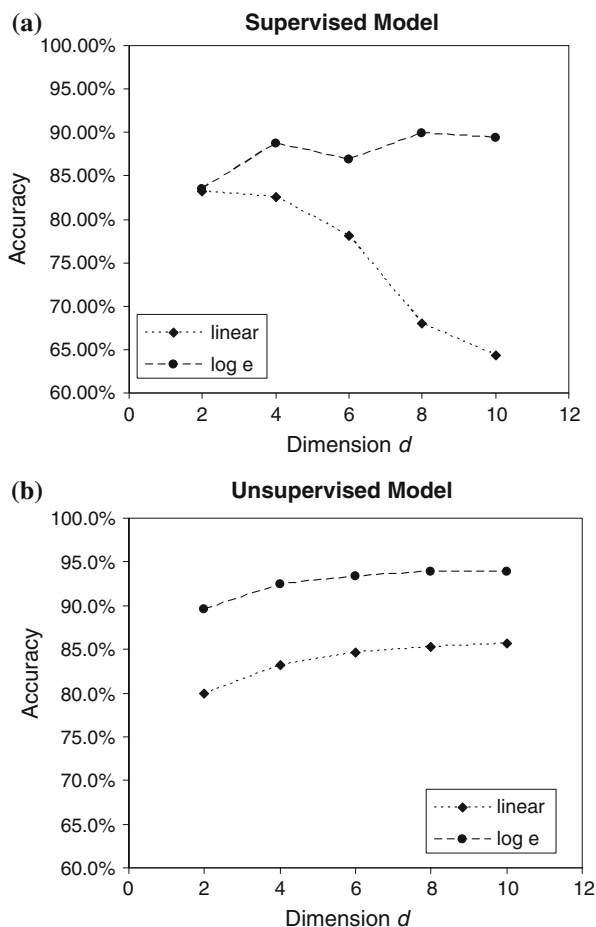 (a) Supervised Model
100.00%
95.00%
90.00%
85.00%
80.00%
75.00%
70.00%
65.00%
60.00%
Accuracy
linear
log e
0 2 4 6 8 10 12
Dimension d
(b) Unsupervised Model
100.0%
95.0%
90.0%
85.0%
80.0%
75.0%
70.0%
65.0%
60.0%
Accuracy
linear
log e
0 2 4 6 8 10 12
Dimension d